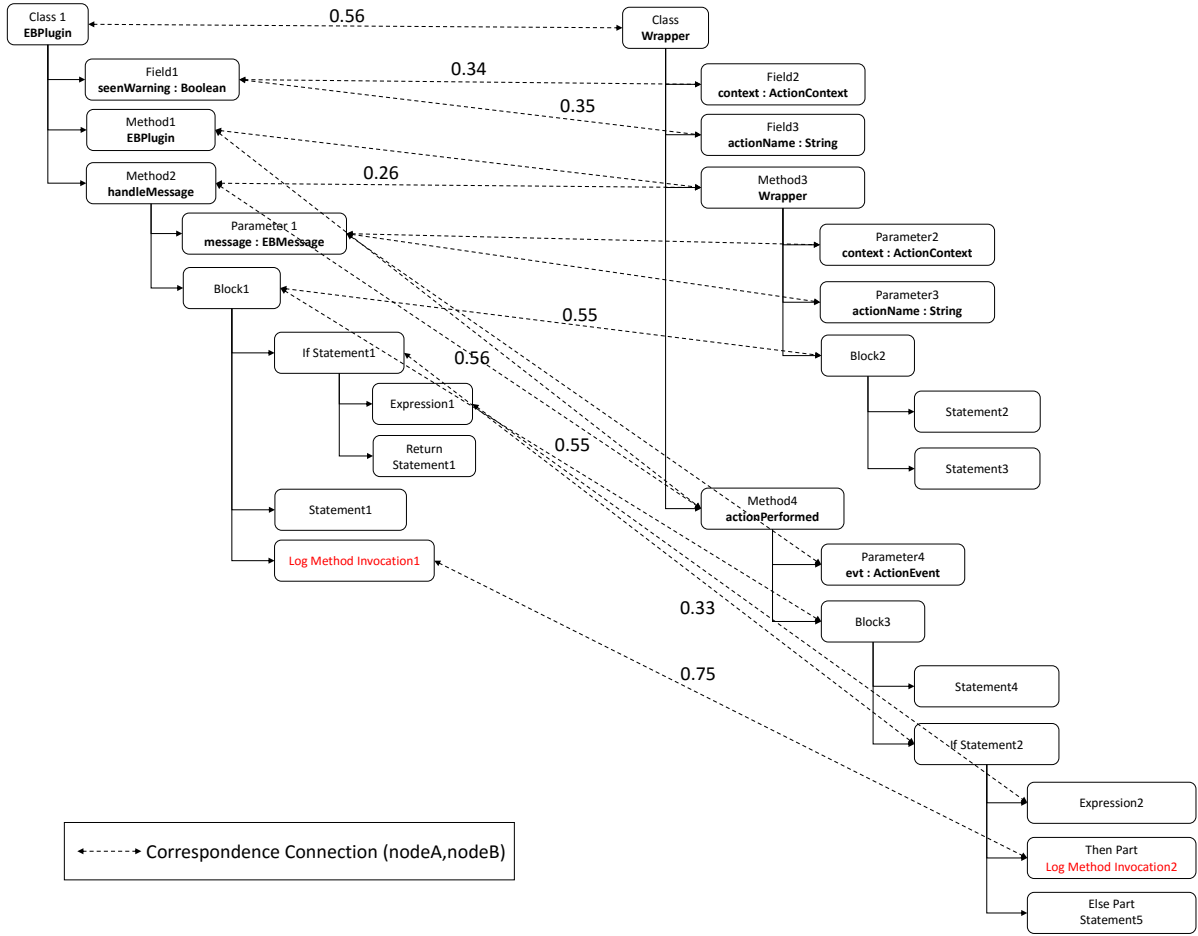 Class 1
EBPlugin
0.56
Class
Wrapper
Field1
seenWarning : Boolean
0.34
Field2
context : ActionContext
0.35
Method1
EBPlugin
Field3
actionName : String
Method2
handleMessage
0.26
Method3
Wrapper
Parameter 1
message : EBMessage
Parameter2
context : ActionContext
Block1
Parameter3
actionName : String
0.55
If Statement1
0.56
Block2
Expression1
Statement2
Return
Statement1
0.55
Statement3
Statement1
Method4
actionPerformed
Log Method Invocation1
Parameter4
evt : ActionEvent
0.33
Block3
0.75
Statement4
If Statement2
Expression2
Correspondence Connection (nodeA,nodeB)
Then Part
Log Method Invocation2
Else Part
Statement5